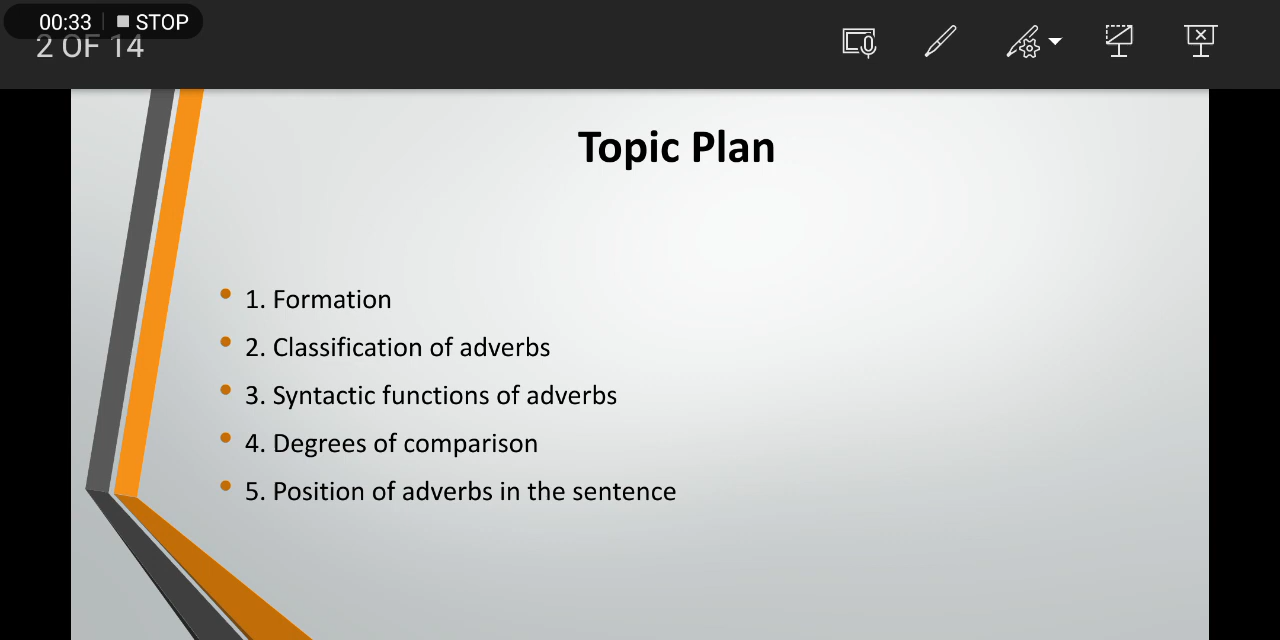 00:33 STOP
2 OF 14
Topic Plan
• 1. Formation
• 2. Classification of adverbs
• 3. Syntactic functions of adverbs
• 4. Degrees of comparison
• 5. Position of adverbs in the sentence